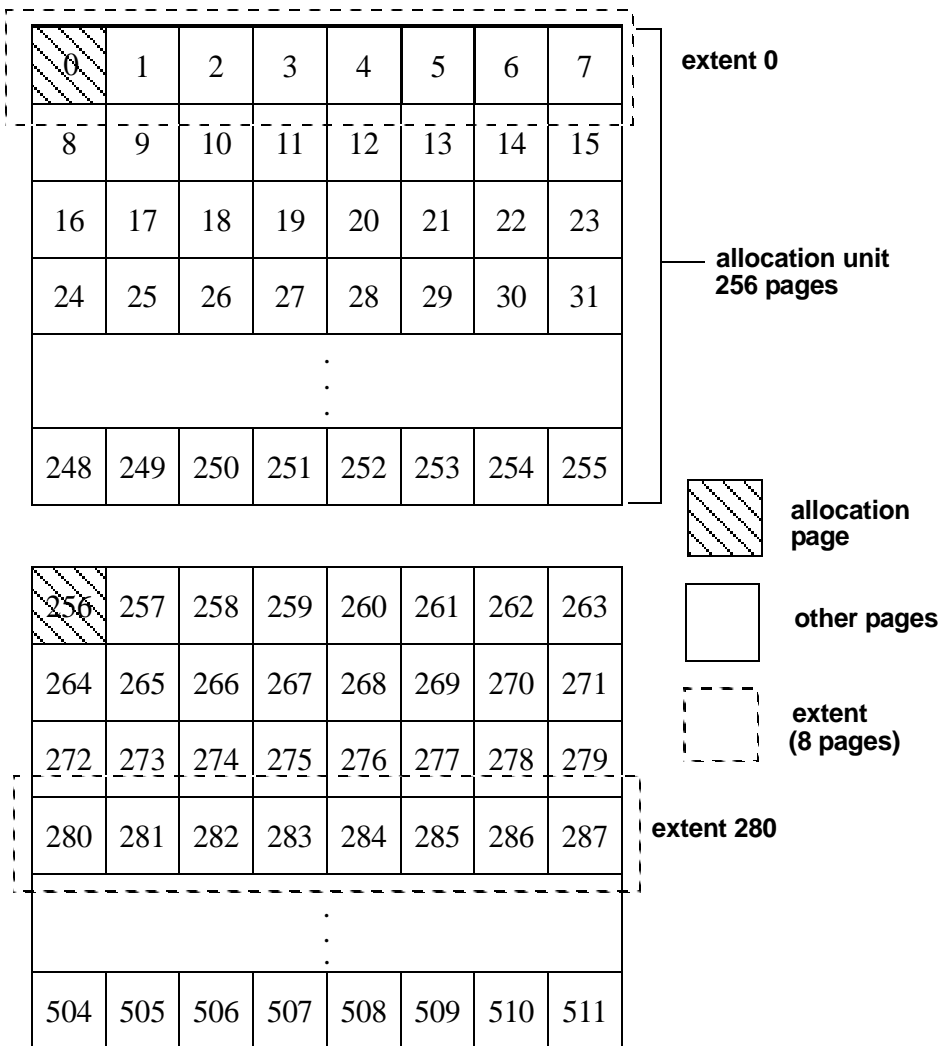 0 1 2 3 4 5 6 7
extent 0
8 9 10 11 12 13 14 15
16 17 18 19 20 21 22 23
allocation unit
256 pages
24 25 26 27 28 29 30 31
.
.
.
248 249 250 251 252 253 254 255
allocation
page
256 257 258 259 260 261 262 263
other pages
264 265 266 267 268 269 270 271
extent
(8 pages)
272 273 274 275 276 277 278 279
280 281 282 283 284 285 286 287
extent 280
.
.
.
504 505 506 507 508 509 510 511